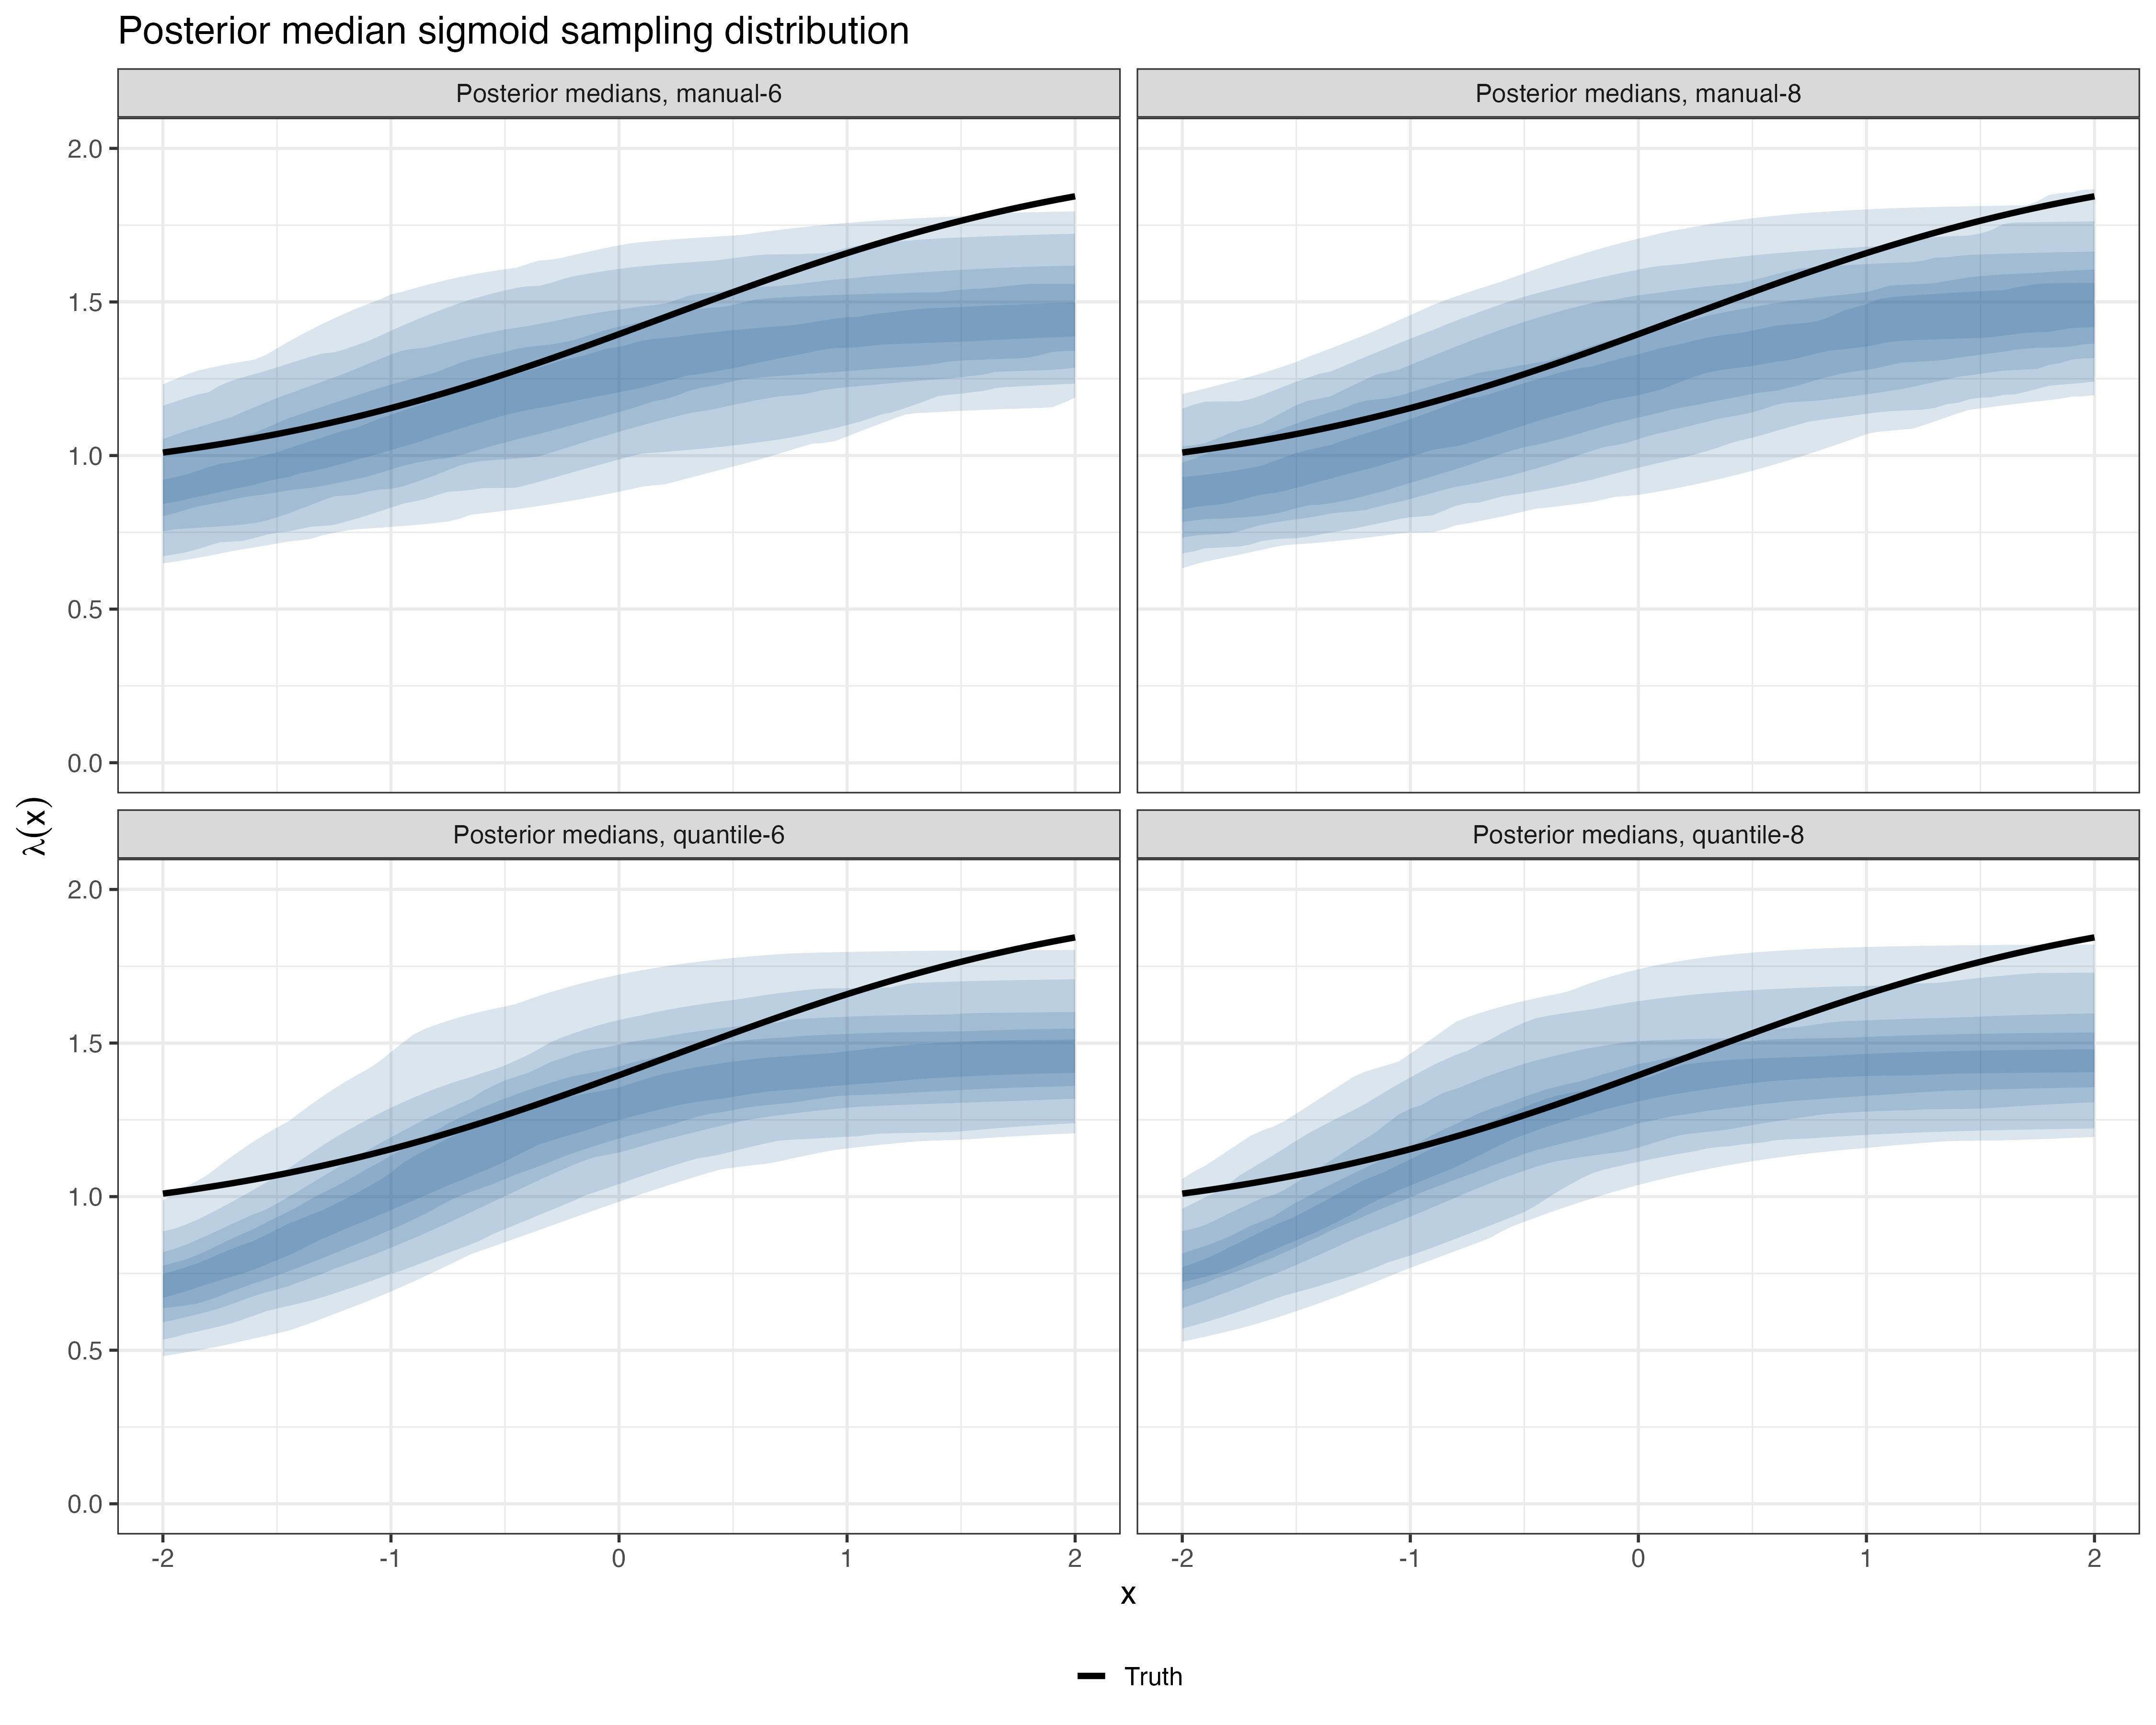 Posterior median sigmoid sampling distribution
Posterior medians, manual-6
Posterior medians, manual-8
2.0
1.5
1.0
0.5
0.0
λ(x)
Posterior medians, quantile-6
Posterior medians, quantile-8
2.0
1.5
1.0
0.5
0.0
-2 -1 0 1 2
-2 -1 0 1 2
x
Truth